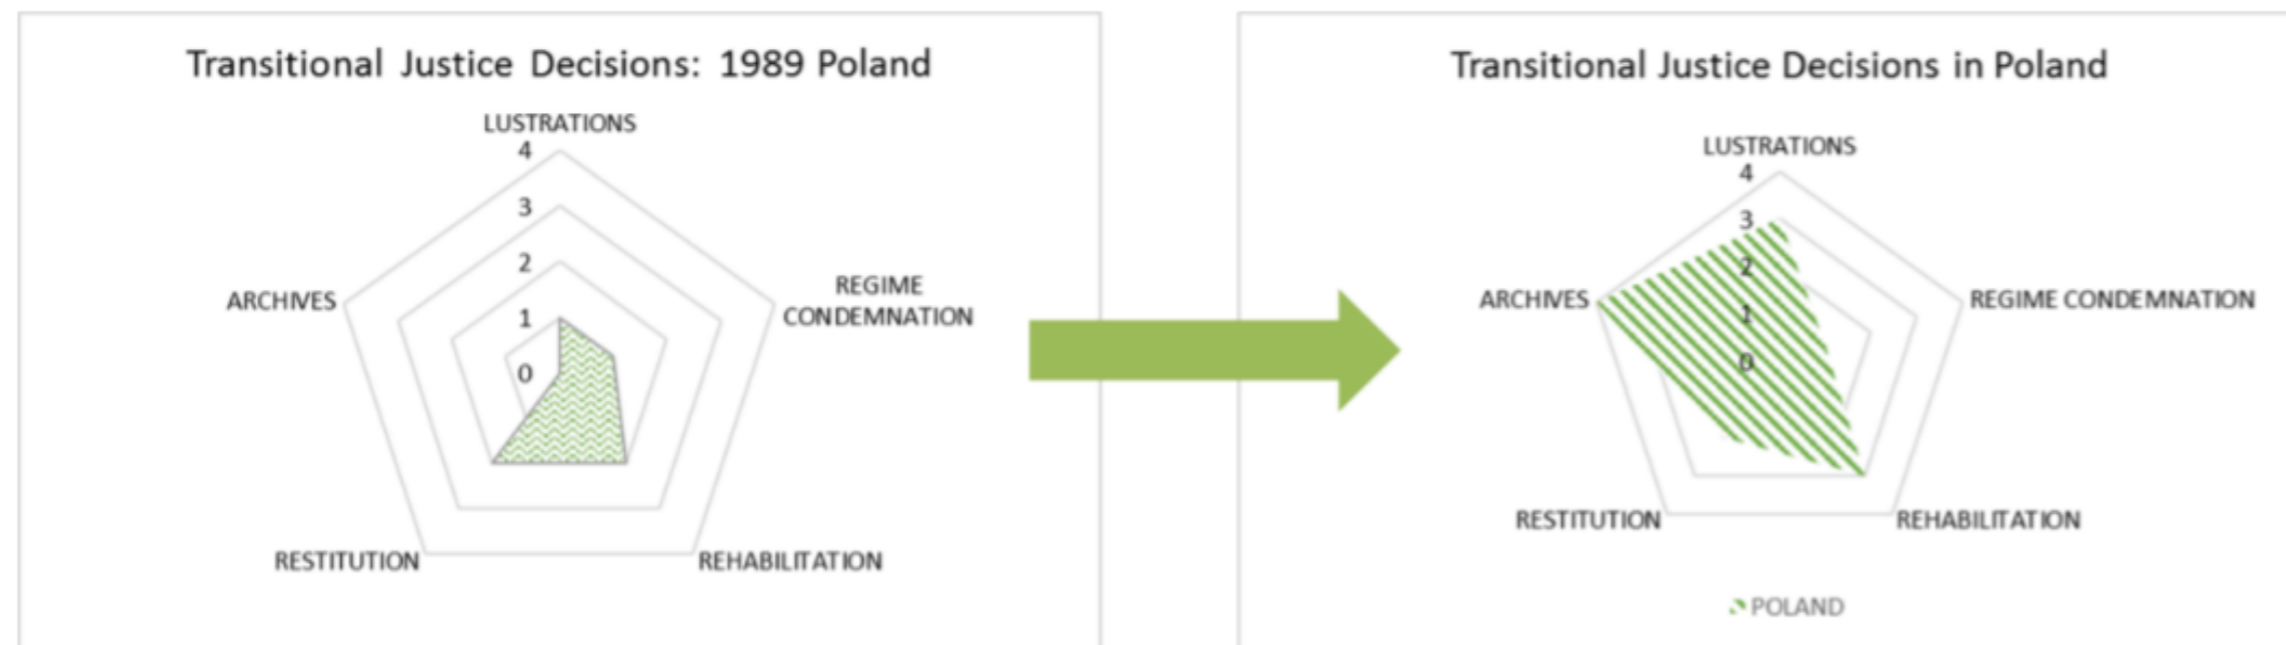 Transitional Justice Decisions: 1989 Poland
LUSTRATIONS
4
3
2
1
0
ARCHIVES
REGIME
CONDEMNATION
RESTITUTION
REHABILITATION
Transitional Justice Decisions in Poland
LUSTRATIONS
4
3
2
1
0
ARCHIVES
REGIME CONDEMNATION
RESTITUTION
REHABILITATION
POLAND